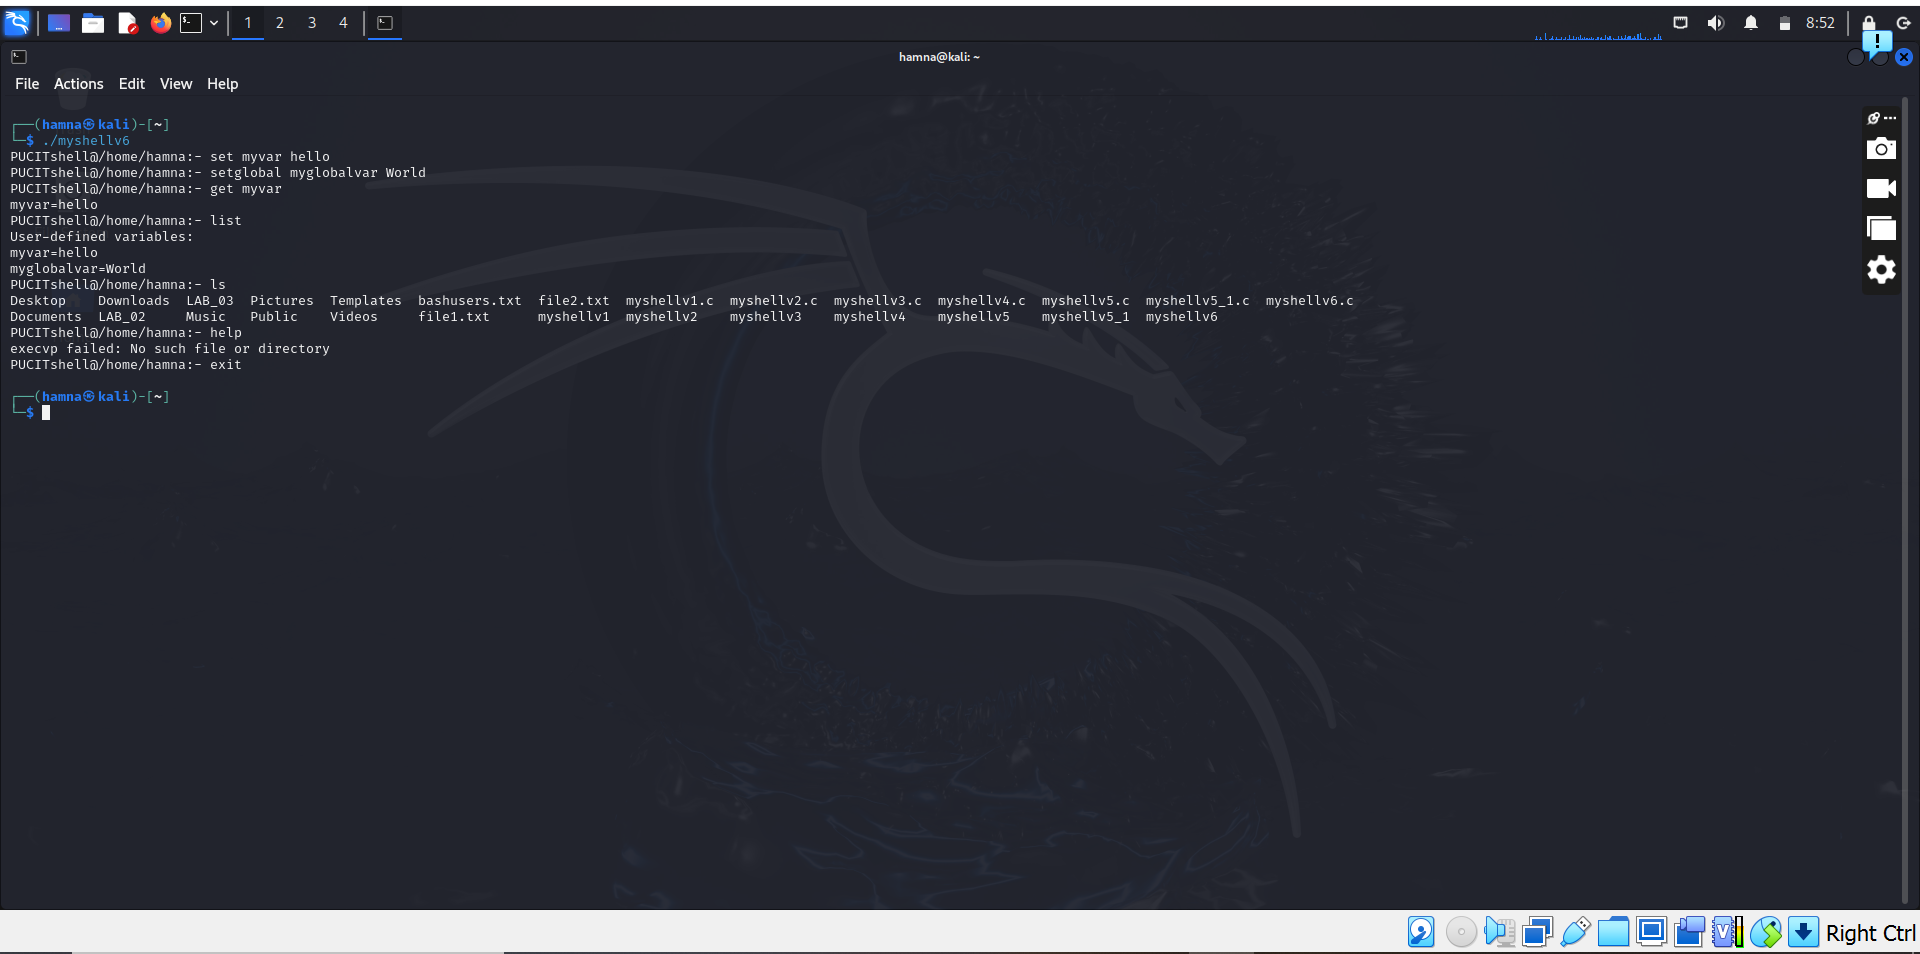 1 2 3 4 8:52
hamna@kali: ~
File Actions Edit View Help
┌──(hamna㉿kali)-[~]
└─$ ./myshellv6
PUCITshell@/home/hamna:- set myvar hello
PUCITshell@/home/hamna:- setglobal myglobalvar World
PUCITshell@/home/hamna:- get myvar
myvar=hello
PUCITshell@/home/hamna:- list
User-defined variables:
myvar=hello
myglobalvar=World
PUCITshell@/home/hamna:- ls
Desktop Downloads LAB_03 Pictures Templates bashusers.txt file2.txt myshellv1.c myshellv2.c myshellv3.c myshellv4.c myshellv5.c myshellv5_1.c myshellv6.c
Documents LAB_02 Music Public Videos file1.txt myshellv1 myshellv2 myshellv3 myshellv4 myshellv5 myshellv5_1 myshellv6
PUCITshell@/home/hamna:- help
execvp failed: No such file or directory
PUCITshell@/home/hamna:- exit
┌──(hamna㉿kali)-[~]
└─$
Right Ctrl